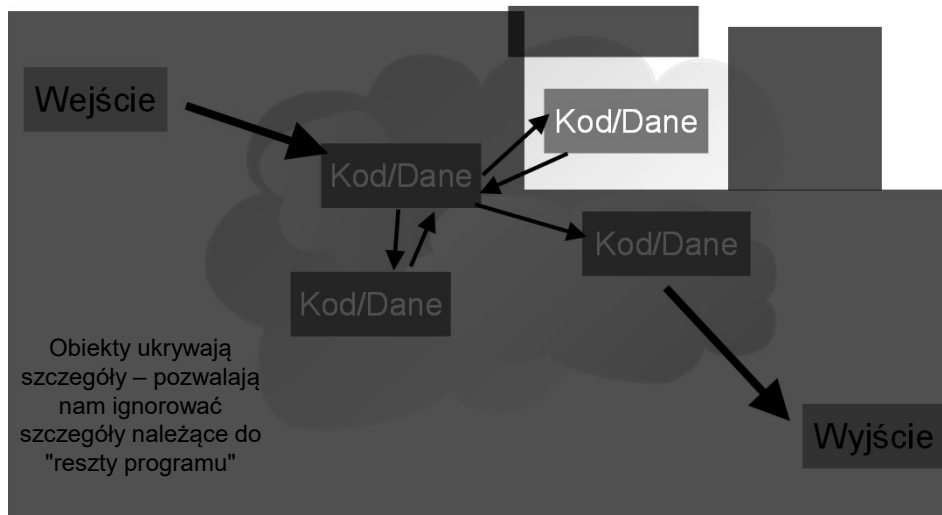 Wejście
Kod/Dane
Kod/Dane
Kod/Dane
Kod/Dane
Obiekty ukrywają
szczegóły – pozwalają
nam ignorować
szczegóły należące do
"reszty programu"
Wyjście